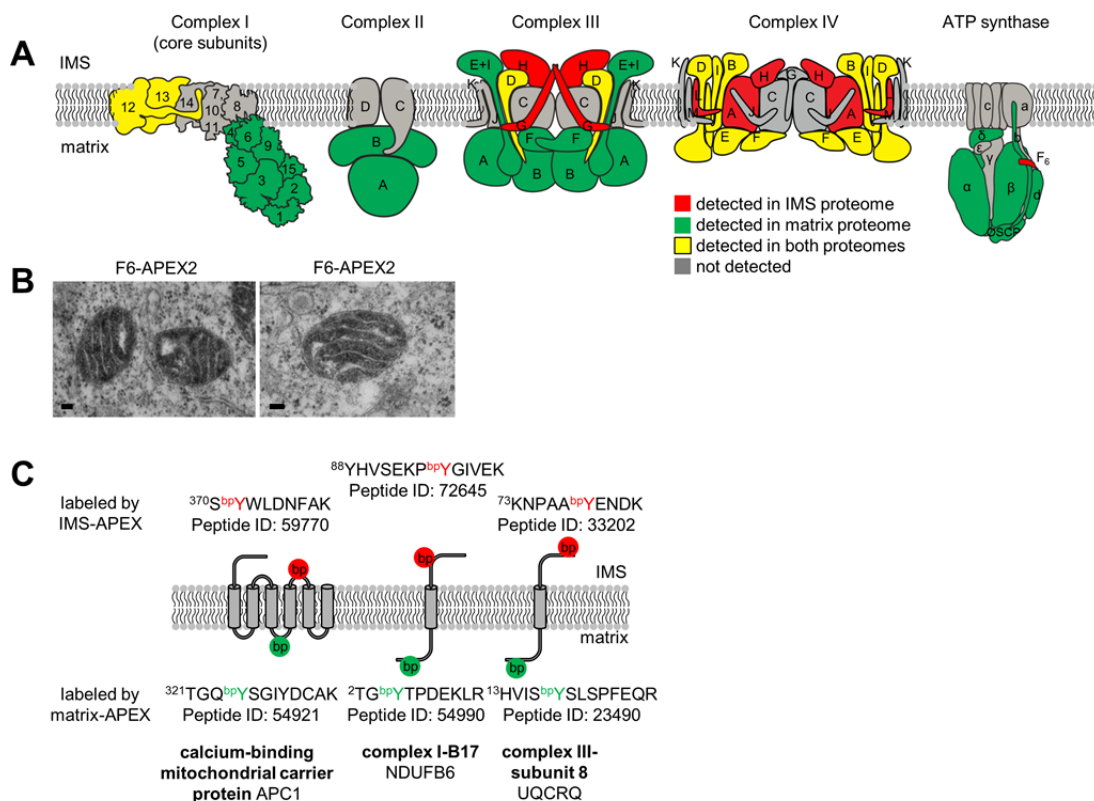 Complex I
(core subunits)
Complex II
Complex III
Complex IV
ATP synthase
A
IMS
matrix
12
13
14
7
10
11
8
4
6
9
5
3
15
2
1
D
C
B
A
E+I
H
H
E+I
D
D
K
C
C
K
J
G
G
J
F
F
A
B
B
A
K
D
I
B
H
G
H
B
I
D
K
L
A
J
C
C
J
A
L
M
E
F
F
E
c
a
δ
b
ε
γ
F6
α
β
d
OSCP
detected in IMS proteome
detected in matrix proteome
detected in both proteomes
not detected
B
F6-APEX2
F6-APEX2
C
labeled by
IMS-APEX
370SbpYWLDNFAK
Peptide ID: 59770
88YHVSEKPbpYGIVEK
Peptide ID: 72645
73KNPAAbpYENDK
Peptide ID: 33202
bp
bp
bp
IMS
matrix
bp
bp
bp
labeled by
matrix-APEX
321TGQbpYSGIYDCAK
Peptide ID: 54921
2TGbpYTPDEKLR
Peptide ID: 54990
13HVISbpYSLSPFEQR
Peptide ID: 23490
calcium-binding
mitochondrial carrier
protein APC1
complex I-B17
NDUFB6
complex III-
subunit 8
UQCRQ